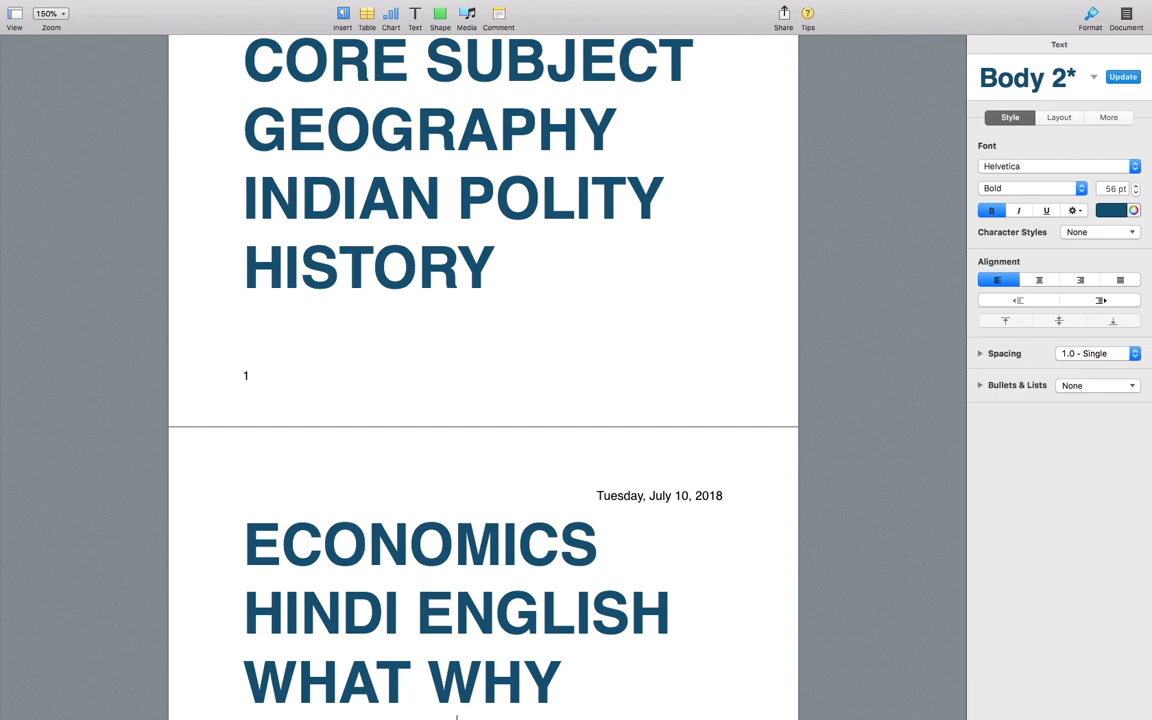 View
150%
Zoom
Insert
Table
Chart
Text
Shape
Media
Comment
Share
Tips
Format
Document
CORE SUBJECT
GEOGRAPHY
INDIAN POLITY
HISTORY
1
Tuesday, July 10, 2018
ECONOMICS
HINDI ENGLISH
WHAT WHY
Text
Body 2*
Update
Style
Layout
More
Font
Helvetica
Bold
56 pt
B
I
U
Character Styles
None
Alignment
Spacing
1.0 - Single
Bullets & Lists
None